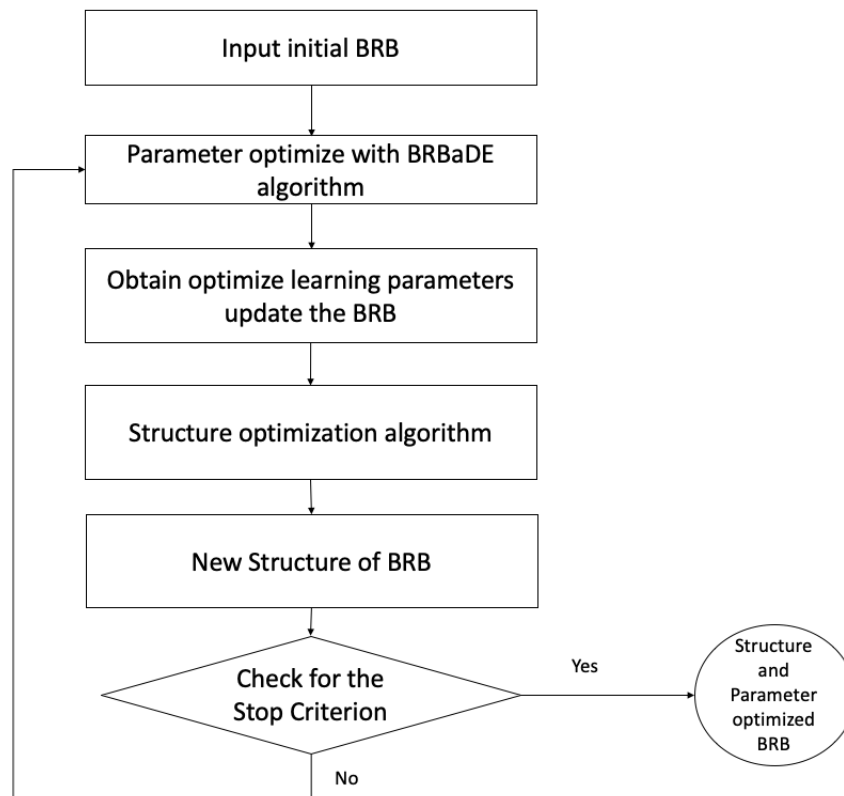 Input initial BRB
Parameter optimize with BRBaDE
algorithm
Obtain optimize learning parameters
update the BRB
Structure optimization algorithm
New Structure of BRB
Check for the
Stop Criterion
Yes
Structure
and
Parameter
optimized
BRB
No